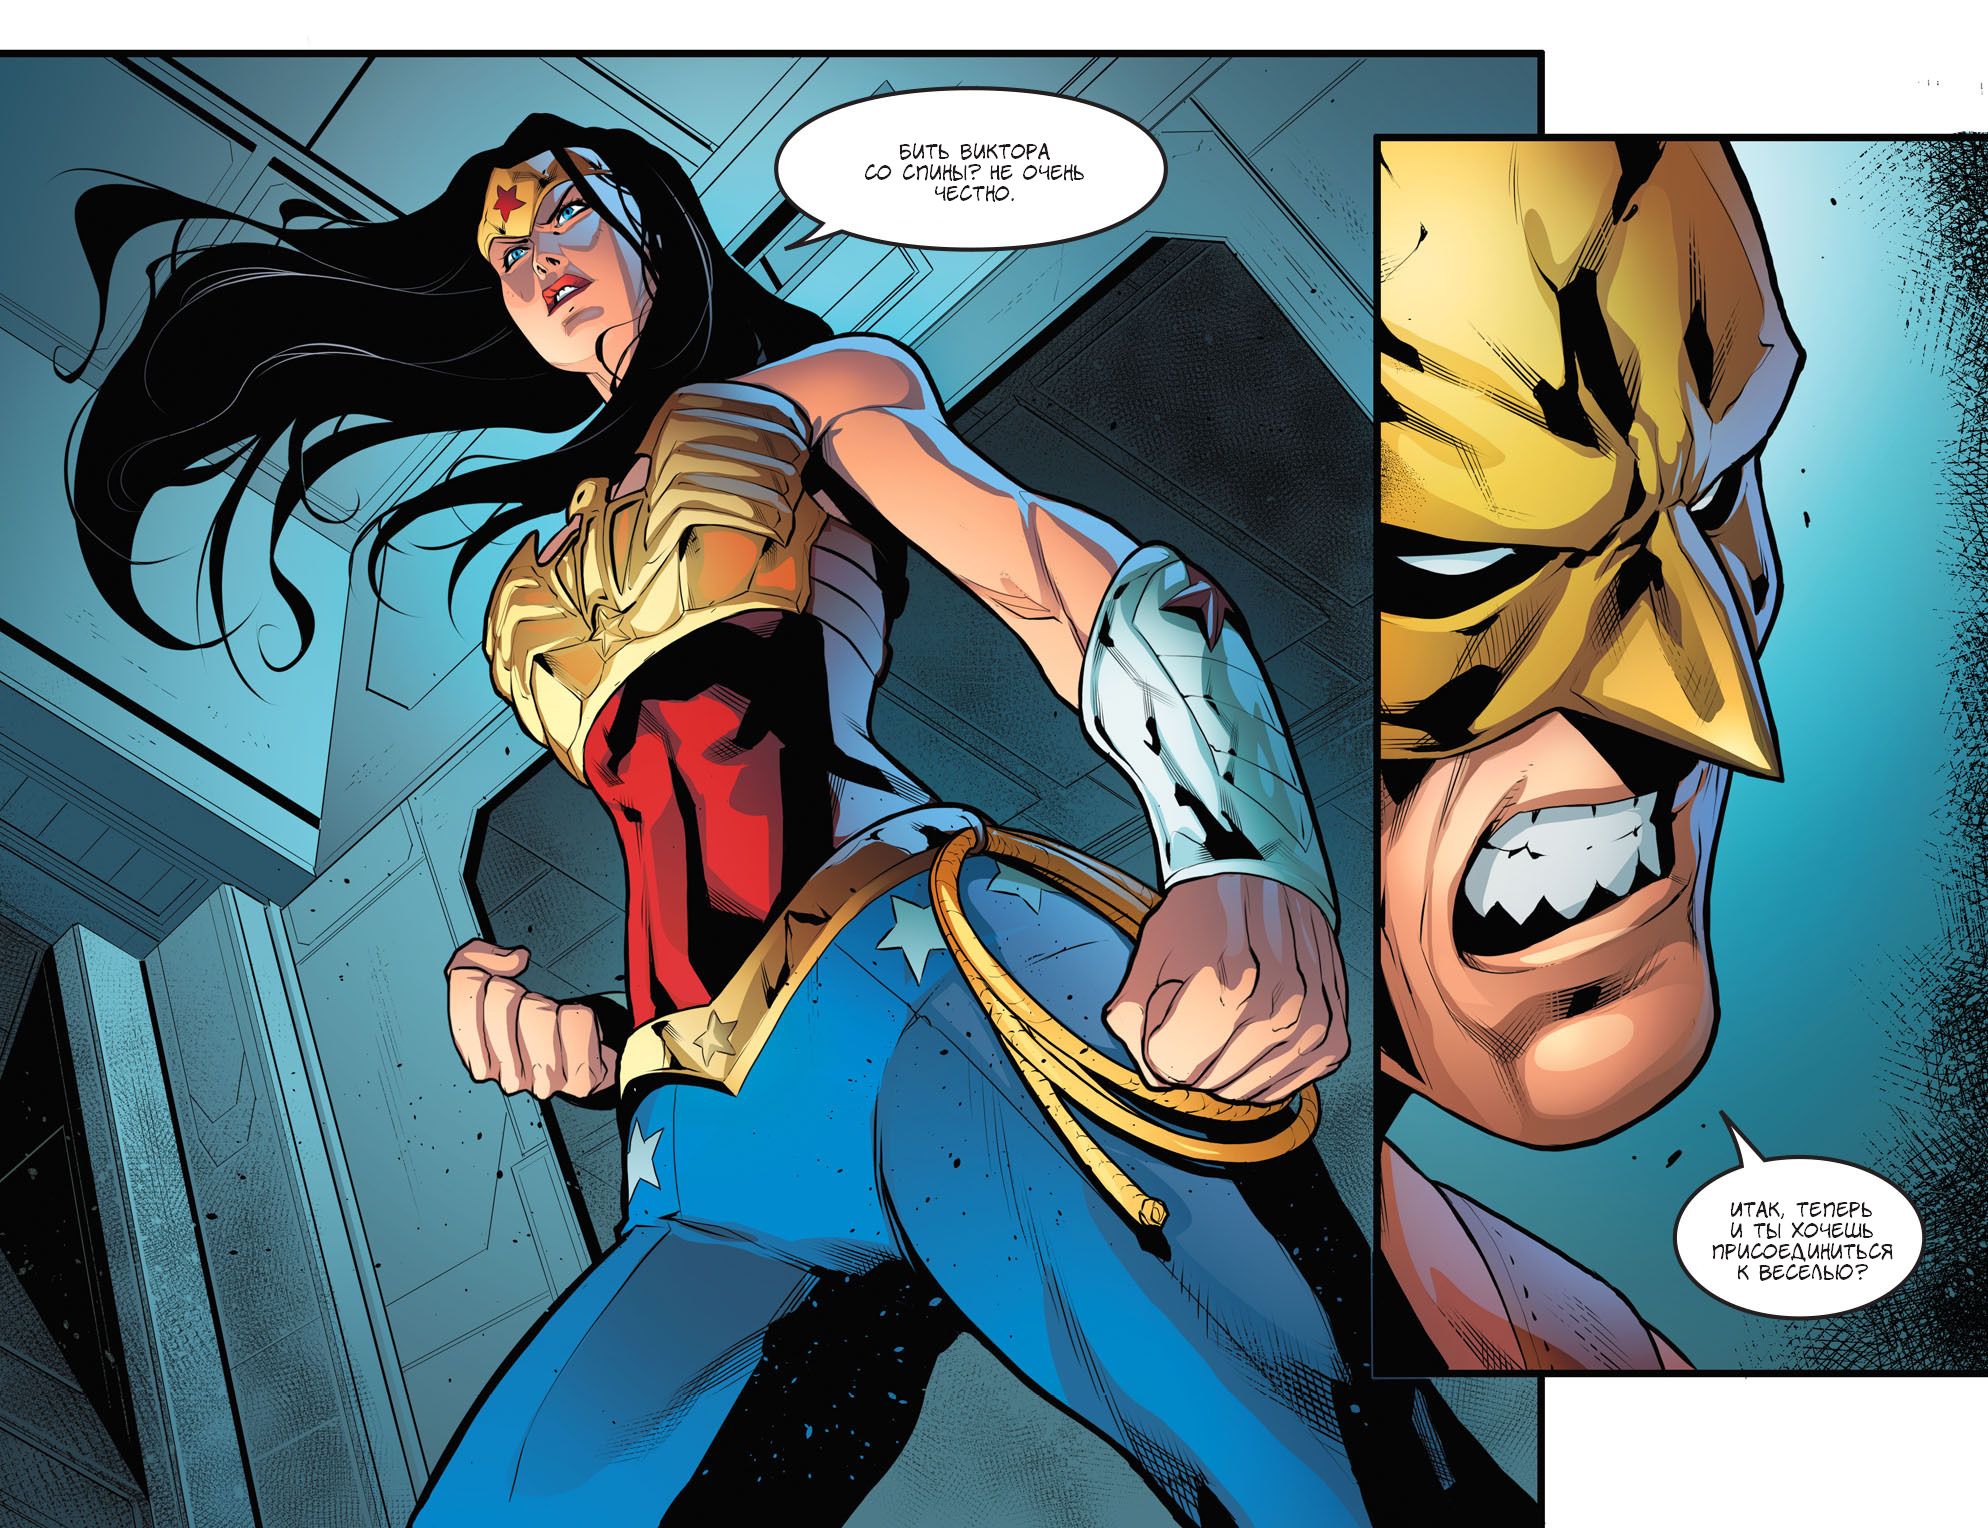 БИТЬ ВИКТОРА
СО СПИНЫ? НЕ ОЧЕНЬ
ЧЕСТНО.
ИТАК, ТЕПЕРЬ
И ТЫ ХОЧЕШЬ
ПРИСОЕДИНИТЬСЯ
К ВЕСЕЛЬЮ?